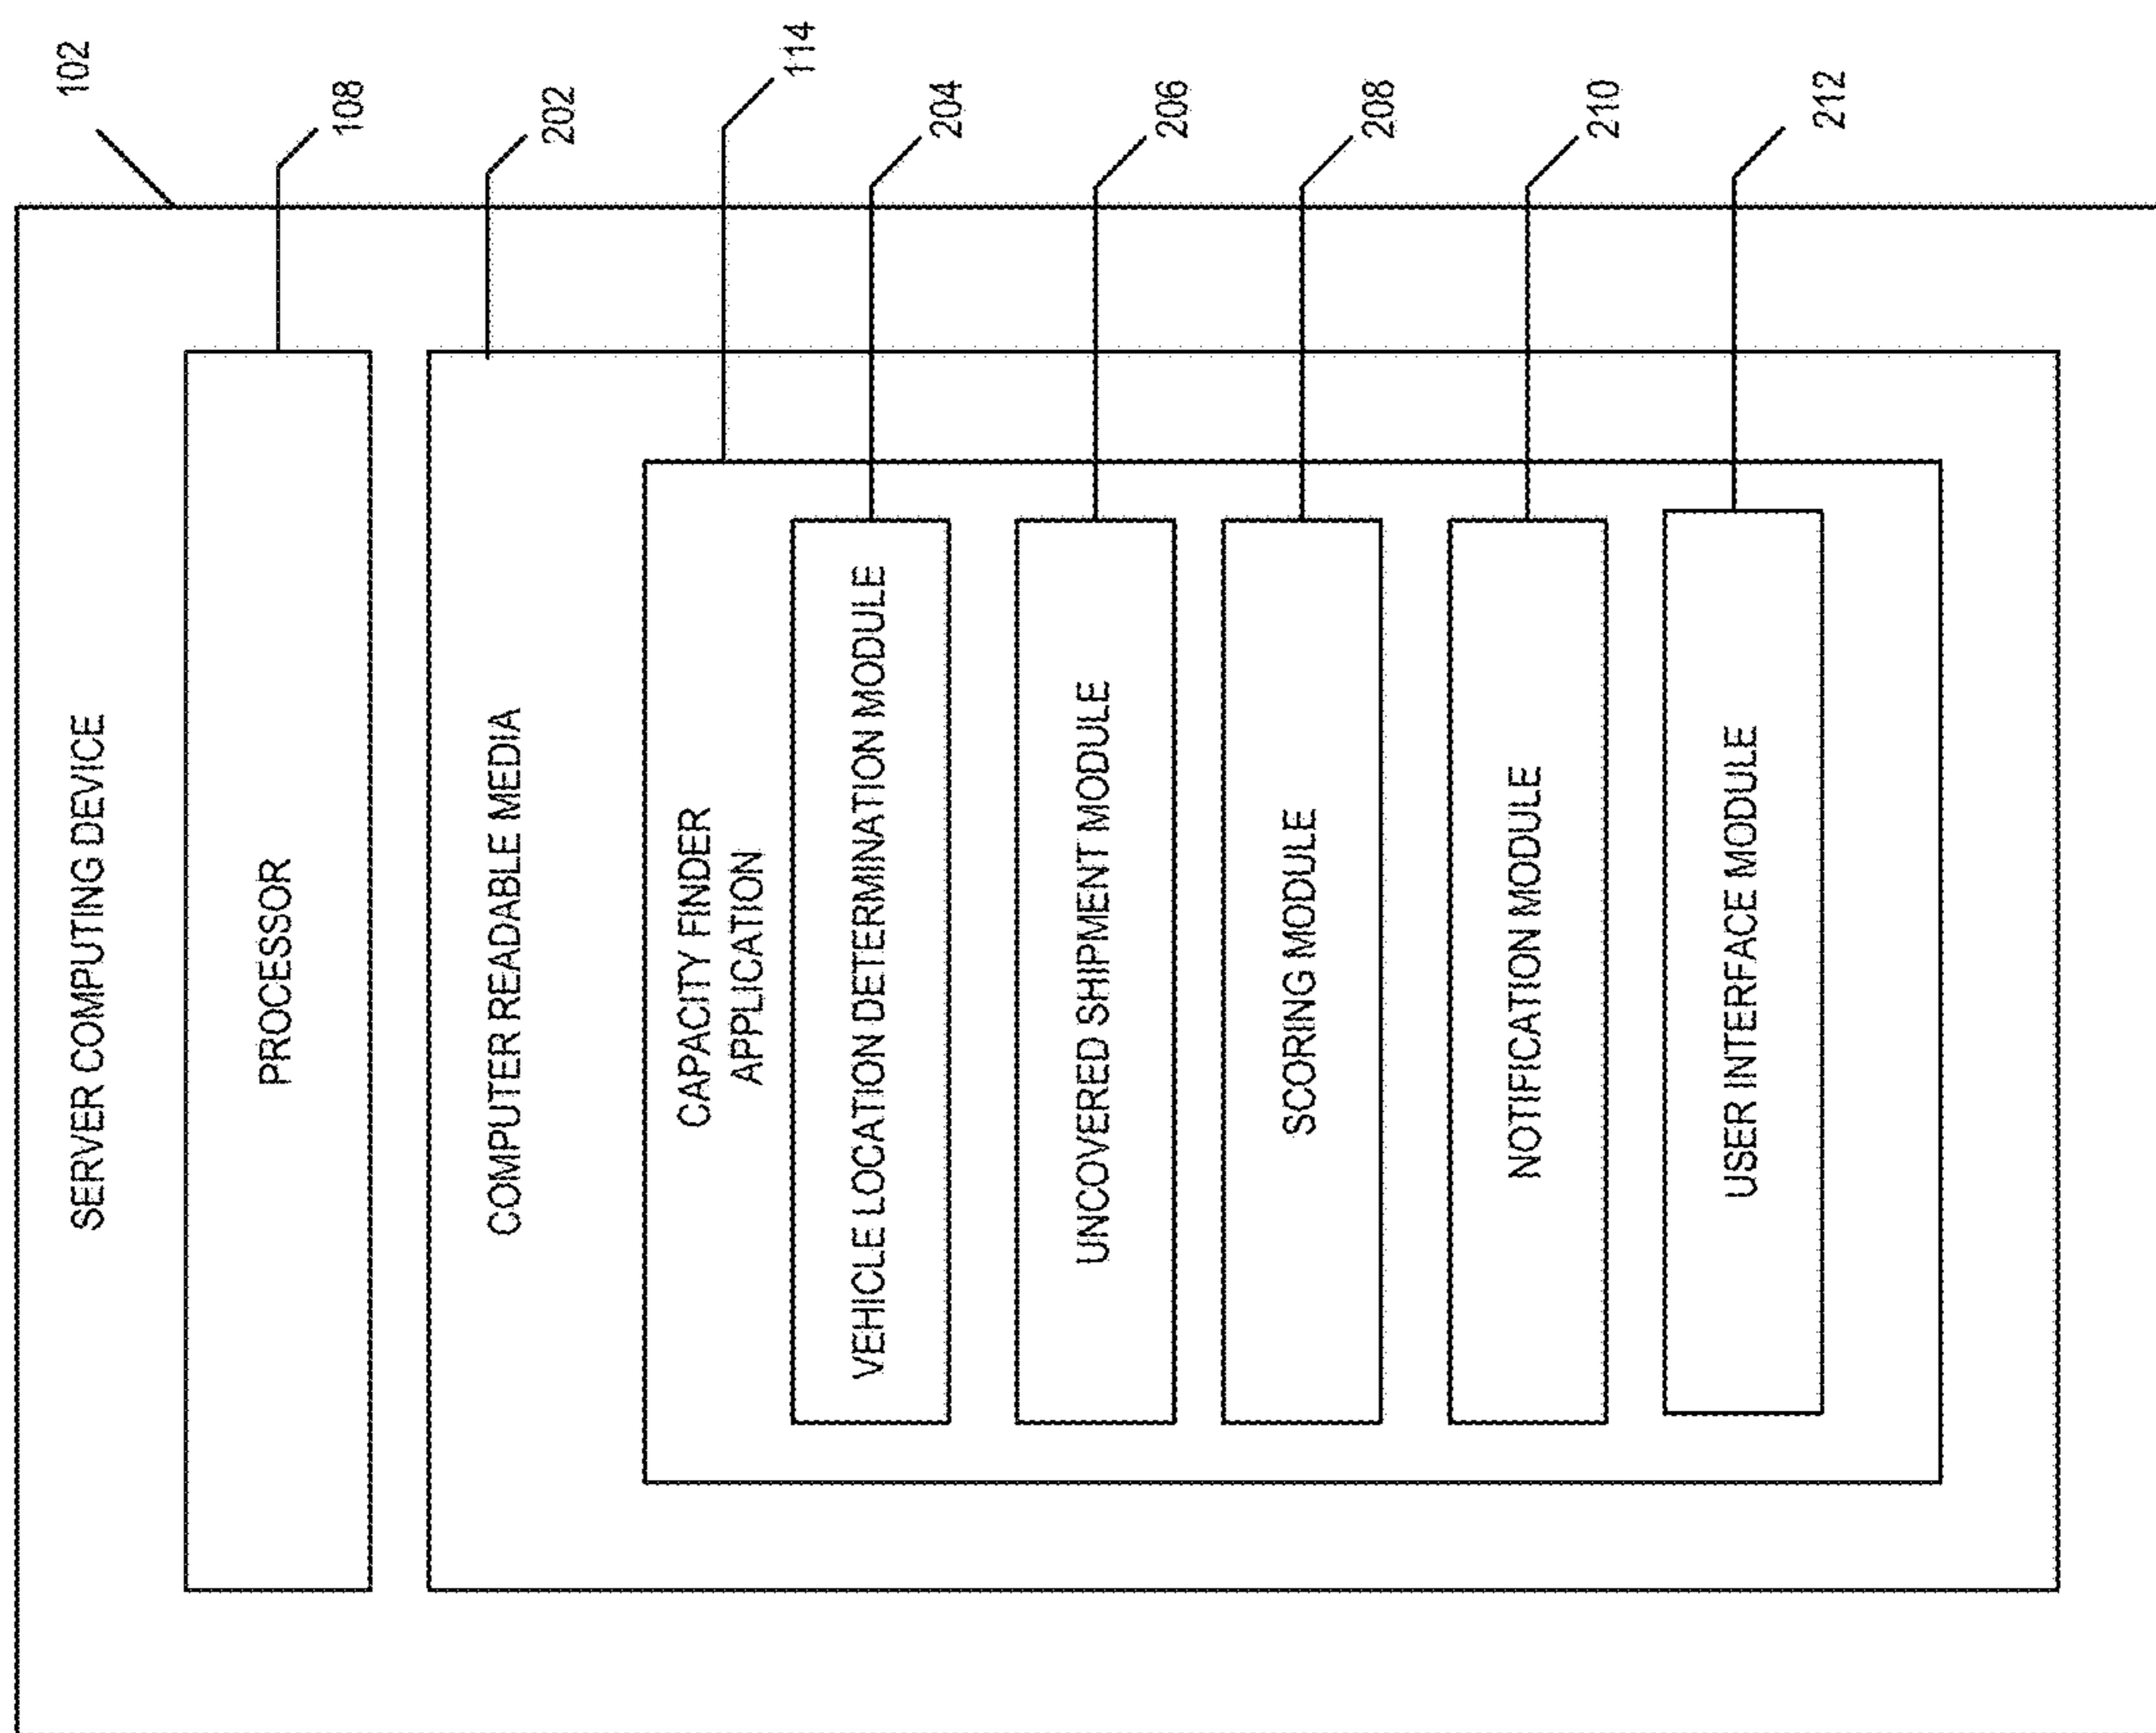 SERVER COMPUTING DEVICE
102
PROCESSOR
108
COMPUTER READABLE MEDIA
202
CAPACITY FINDER
APPLICATION
114
VEHICLE LOCATION DETERMINATION MODULE
204
UNCOVERED SHIPMENT MODULE
206
SCORING MODULE
208
NOTIFICATION MODULE
210
USER INTERFACE MODULE
212